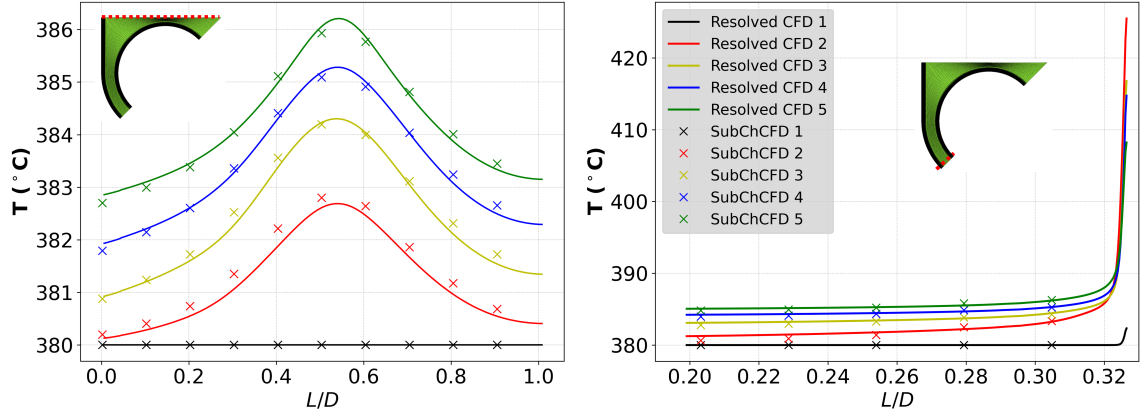 386
385
384
383
382
381
380
T (°C)
0.0 0.2 0.4 0.6 0.8 1.0
L/D
420
410
400
390
380
T (°C)
0.20 0.22 0.24 0.26 0.28 0.30 0.32
L/D
Resolved CFD 1
Resolved CFD 2
Resolved CFD 3
Resolved CFD 4
Resolved CFD 5
SubChCFD 1
SubChCFD 2
SubChCFD 3
SubChCFD 4
SubChCFD 5